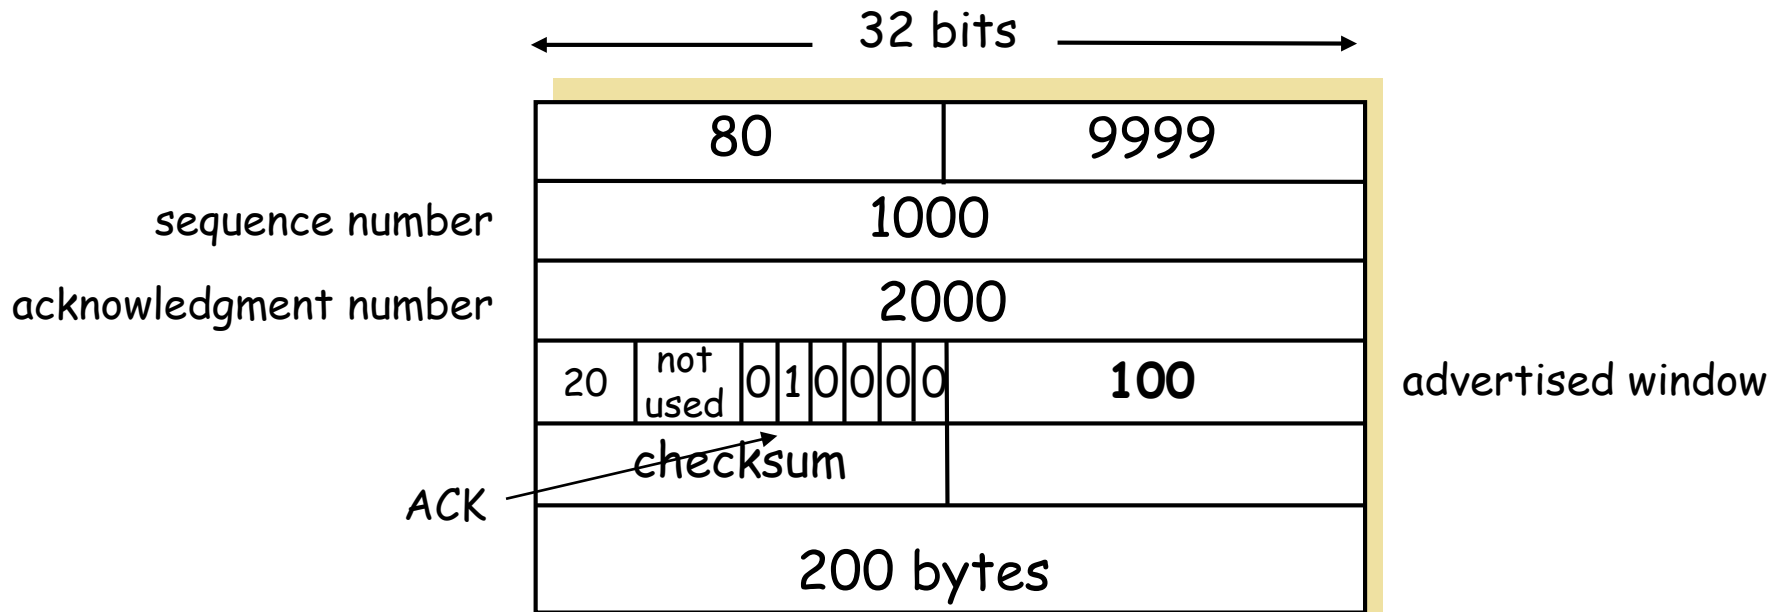 32 bits
80 9999
sequence number 1000
acknowledgment number 2000
20 not used 0 1 0 0 0 0 100 advertised window
checksum
ACK
200 bytes